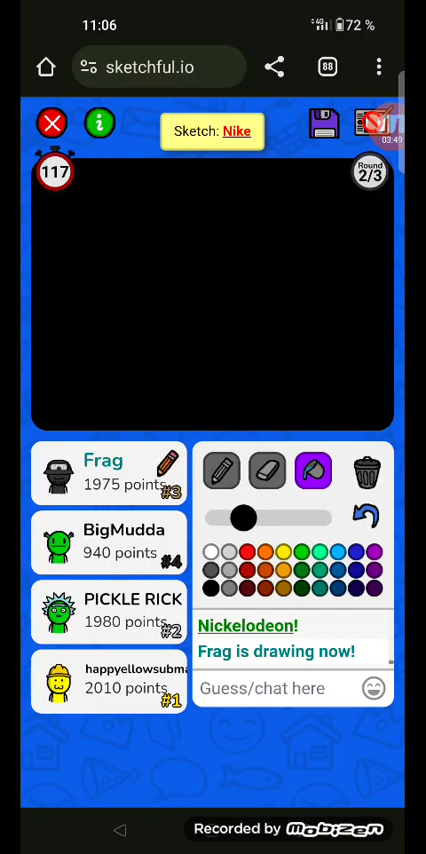 11:06
4G
72 %
sketchful.io
88
Sketch: Nike
03:49
117
Round
2/3
Frag
1975 points
#3
BigMudda
940 points
#4
PICKLE RICK
1980 points
#2
happyellowsubma
2010 points
#1
Nickelodeon!
Frag is drawing now!
Guess/chat here
Recorded by Mobizen